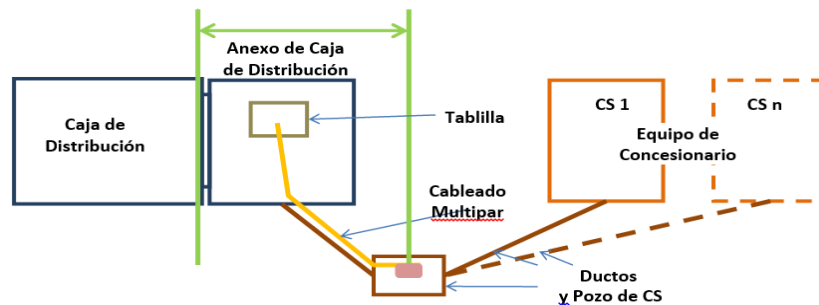 Anexo de Caja
de Distribución
Caja de
Distribución
Tablilla
Cableado
Multipar
CS 1
CS n
Equipo de
Concesionario
Ductos
y Pozo de CS